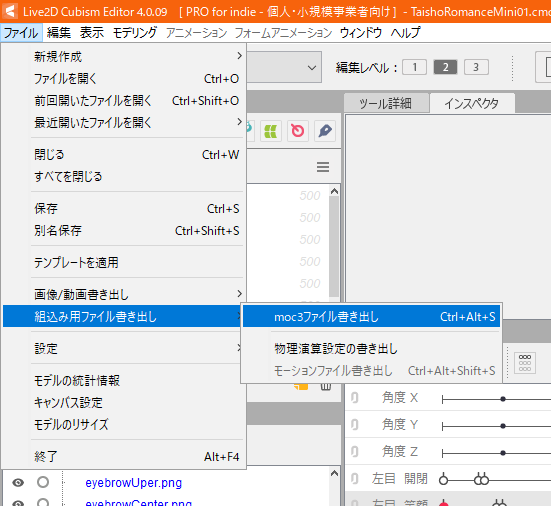 Live2D Cubism Editor 4.0.09 [ PRO for indie - 個人・小規模事業者向け ] - TaishoRomanceMini01.cmo
ファイル 編集 表示 モデリング アニメーション フォームアニメーション ウィンドウ ヘルプ
新規作成
ファイルを開く Ctrl+O
前回開いたファイルを開く Ctrl+Shift+O
最近開いたファイルを開く
閉じる Ctrl+W
すべてを閉じる
保存 Ctrl+S
別名保存 Ctrl+Shift+S
テンプレートを適用
画像/動画書き出し
組込み用ファイル書き出し
設定
モデルの統計情報
キャンバス設定
モデルのリサイズ
終了 Alt+F4
moc3ファイル書き出し Ctrl+Alt+S
物理演算設定の書き出し
モーションファイル書き出し Ctrl+Alt+Shift+S
編集レベル : 1 2 3
ツール詳細 インスペクタ
500
500
500
500
500
角度 X
角度 Y
角度 Z
左目 開閉
左目 笑顔
eyebrowUper.png
eyebrowCenter.png